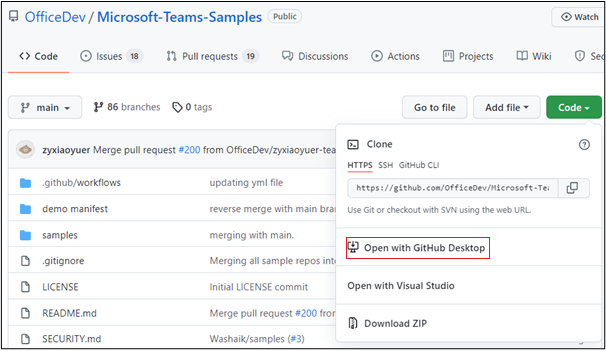 OfficeDev / Microsoft-Teams-Samples Public Watch
Code Issues 18 Pull requests 19 Discussions Actions Projects Wiki
main 86 branches 0 tags Go to file Add file Code
zyxiaoyuer Merge pull request #200 from OfficeDev/zyxiaoyuer-tea
.github/workflows updating yml file
demo manifest reverse merge with main bran
samples merging with main.
.gitignore Merging all sample repos int
LICENSE Initial LICENSE commit
README.md Merge pull request #200 from
SECURITY.md Washaik/samples (#3)
Clone
HTTPS SSH GitHub CLI
https://github.com/OfficeDev/Microsoft-Tea
Use Git or checkout with SVN using the web URL.
Open with GitHub Desktop
Open with Visual Studio
Download ZIP